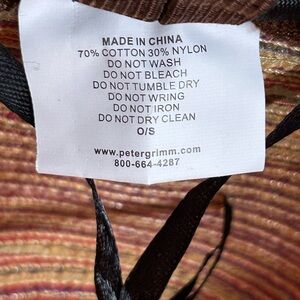 MADE IN CHINA
70% COTTON 30% NYLON
DO NOT WASH
DO NOT BLEACH
DO NOT TUMBLE DRY
DO NOT WRING
DO NOT IRON
DO NOT DRY CLEAN
O/S
www.petergrimm.com
800-664-4287